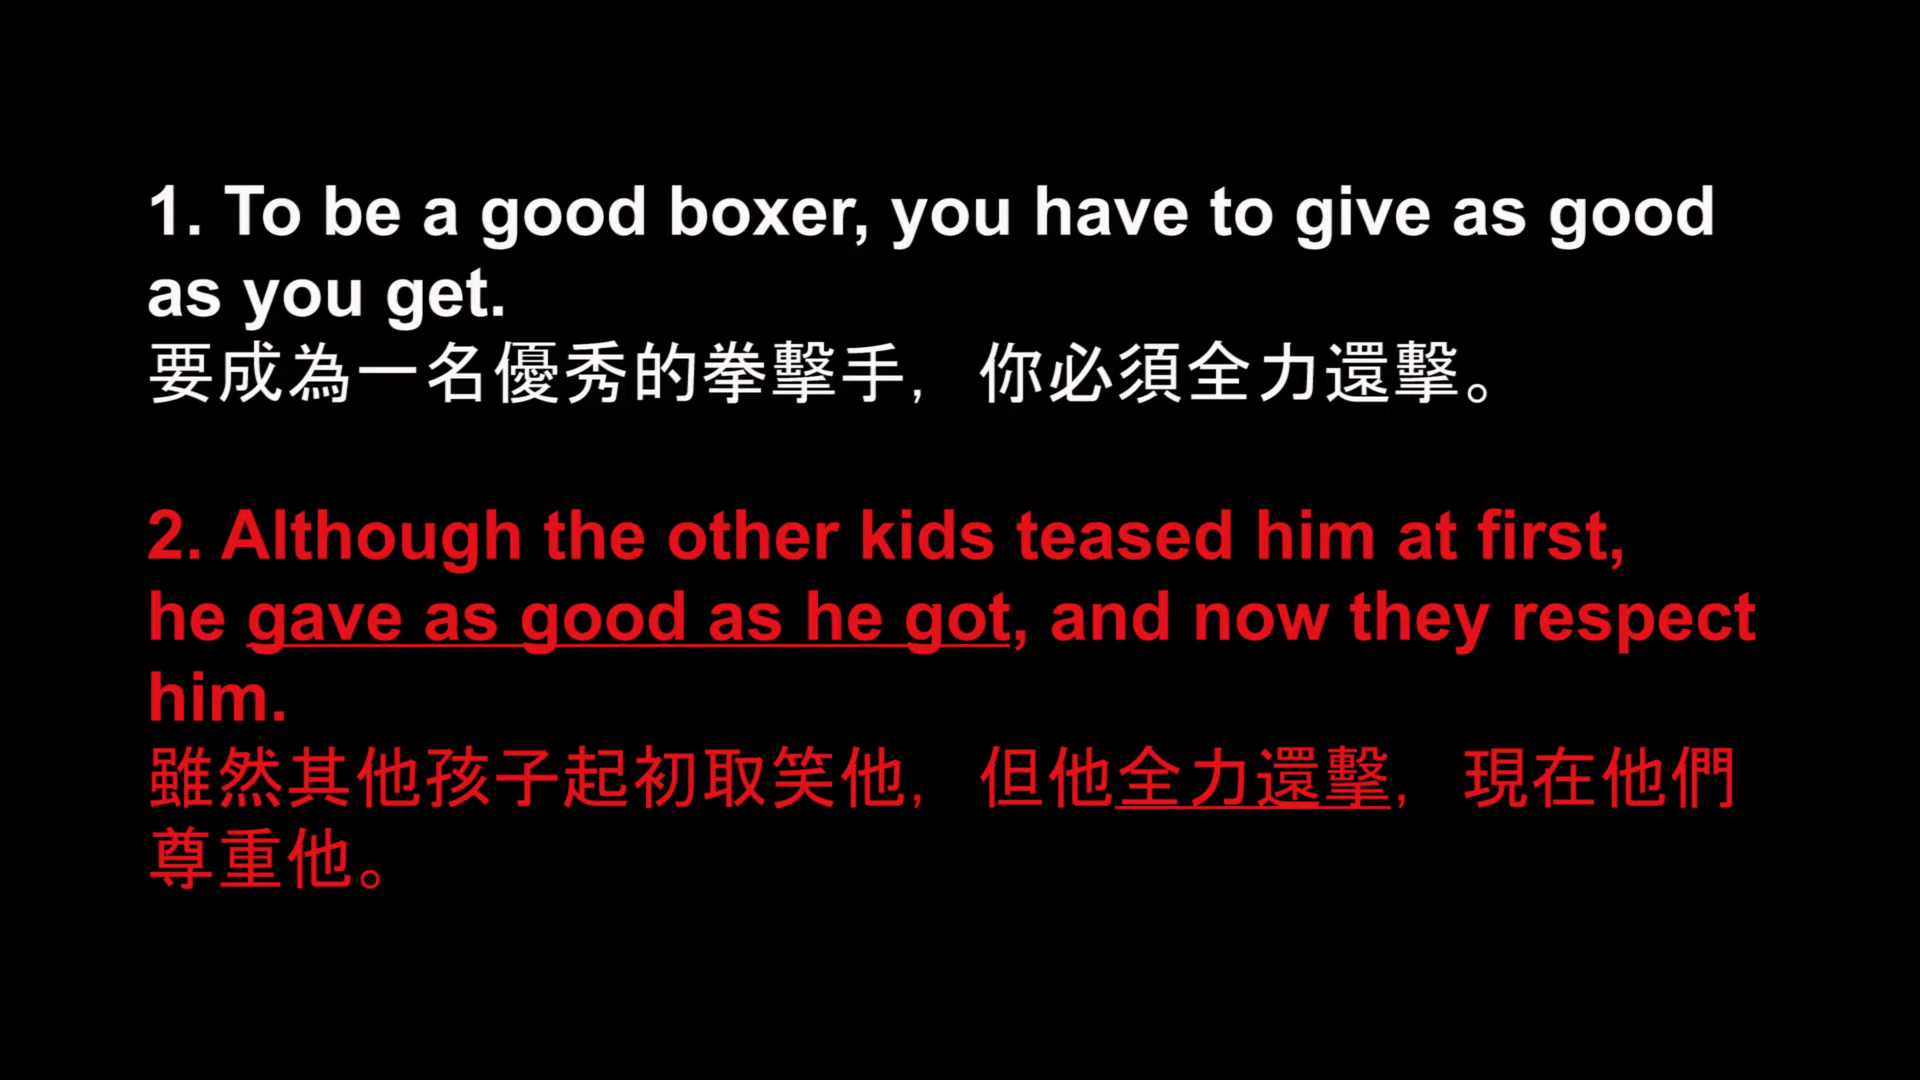 1. To be a good boxer, you have to give as good
as you get.
要成為一名優秀的拳擊手，你必須全力還擊。
2. Although the other kids teased him at first,
he gave as good as he got, and now they respect
him.
雖然其他孩子起初取笑他，但他全力還擊，現在他們
尊重他。